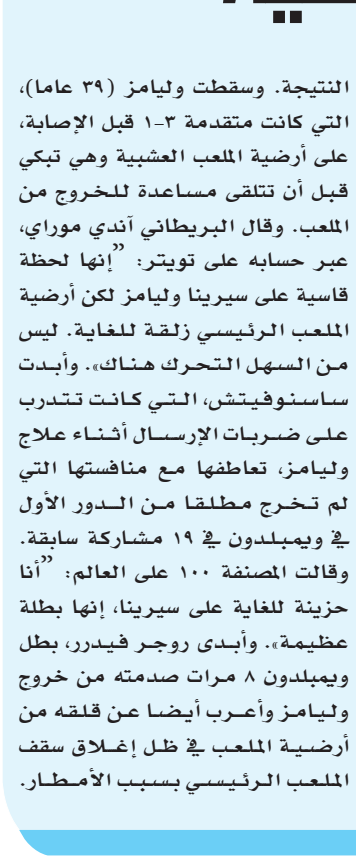 النتيجة. وسقطت وليامز (٣٩ عاما)،
التي كانت متقدمة ٣-١ قبل الإصابة،
على أرضية الملعب العشبية وهي تبكي
قبل أن تتلقى مساعدة للخروج من
الملعب. وقال البريطاني آندي موراي،
عبر حسابه على تويتر: ”إنها لحظة
قاسية على سيرينا وليامز لكن أرضية
الملعب الرئيسي زلقة للغاية. ليس
من السهل التحرك هناك». وأبدت
ساسنوفيتش، التي كانت تتدرب
على ضربات الإرسال أثناء علاج
وليامز، تعاطفها مع منافستها التي
لم تخرج مطلقا من الدور الأول
في ويمبلدون في ١٩ مشاركة سابقة.
وقالت المصنفة ١٠٠ على العالم: ”أنا
حزينة للغاية على سيرينا، إنها بطلة
عظيمة». وأبدى روجر فيدرر، بطل
ويمبلدون ٨ مرات صدمته من خروج
وليامز وأعرب أيضا عن قلقه من
أرضية الملعب في ظل إغلاق سقف
الملعب الرئيسي بسبب الأمطار.